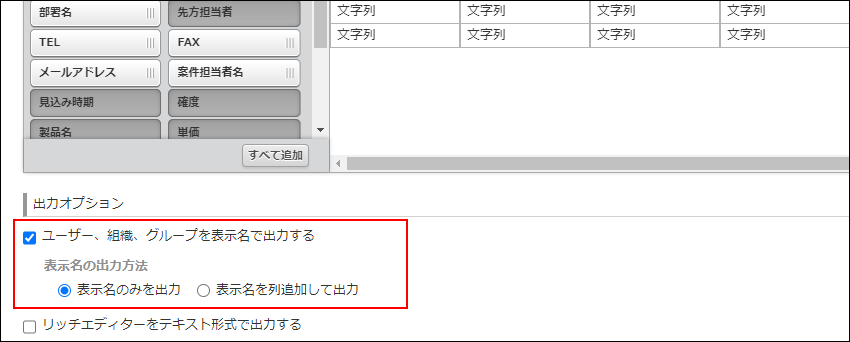 部署名 先方担当者 文字列 文字列 文字列 文字列
TEL FAX 文字列 文字列 文字列 文字列
メールアドレス 案件担当者名
見込み時期 確度
製品名 単価
すべて追加
出力オプション
ユーザー、組織、グループを表示名で出力する
表示名の出力方法
表示名のみを出力 表示名を列追加して出力
リッチエディターをテキスト形式で出力する